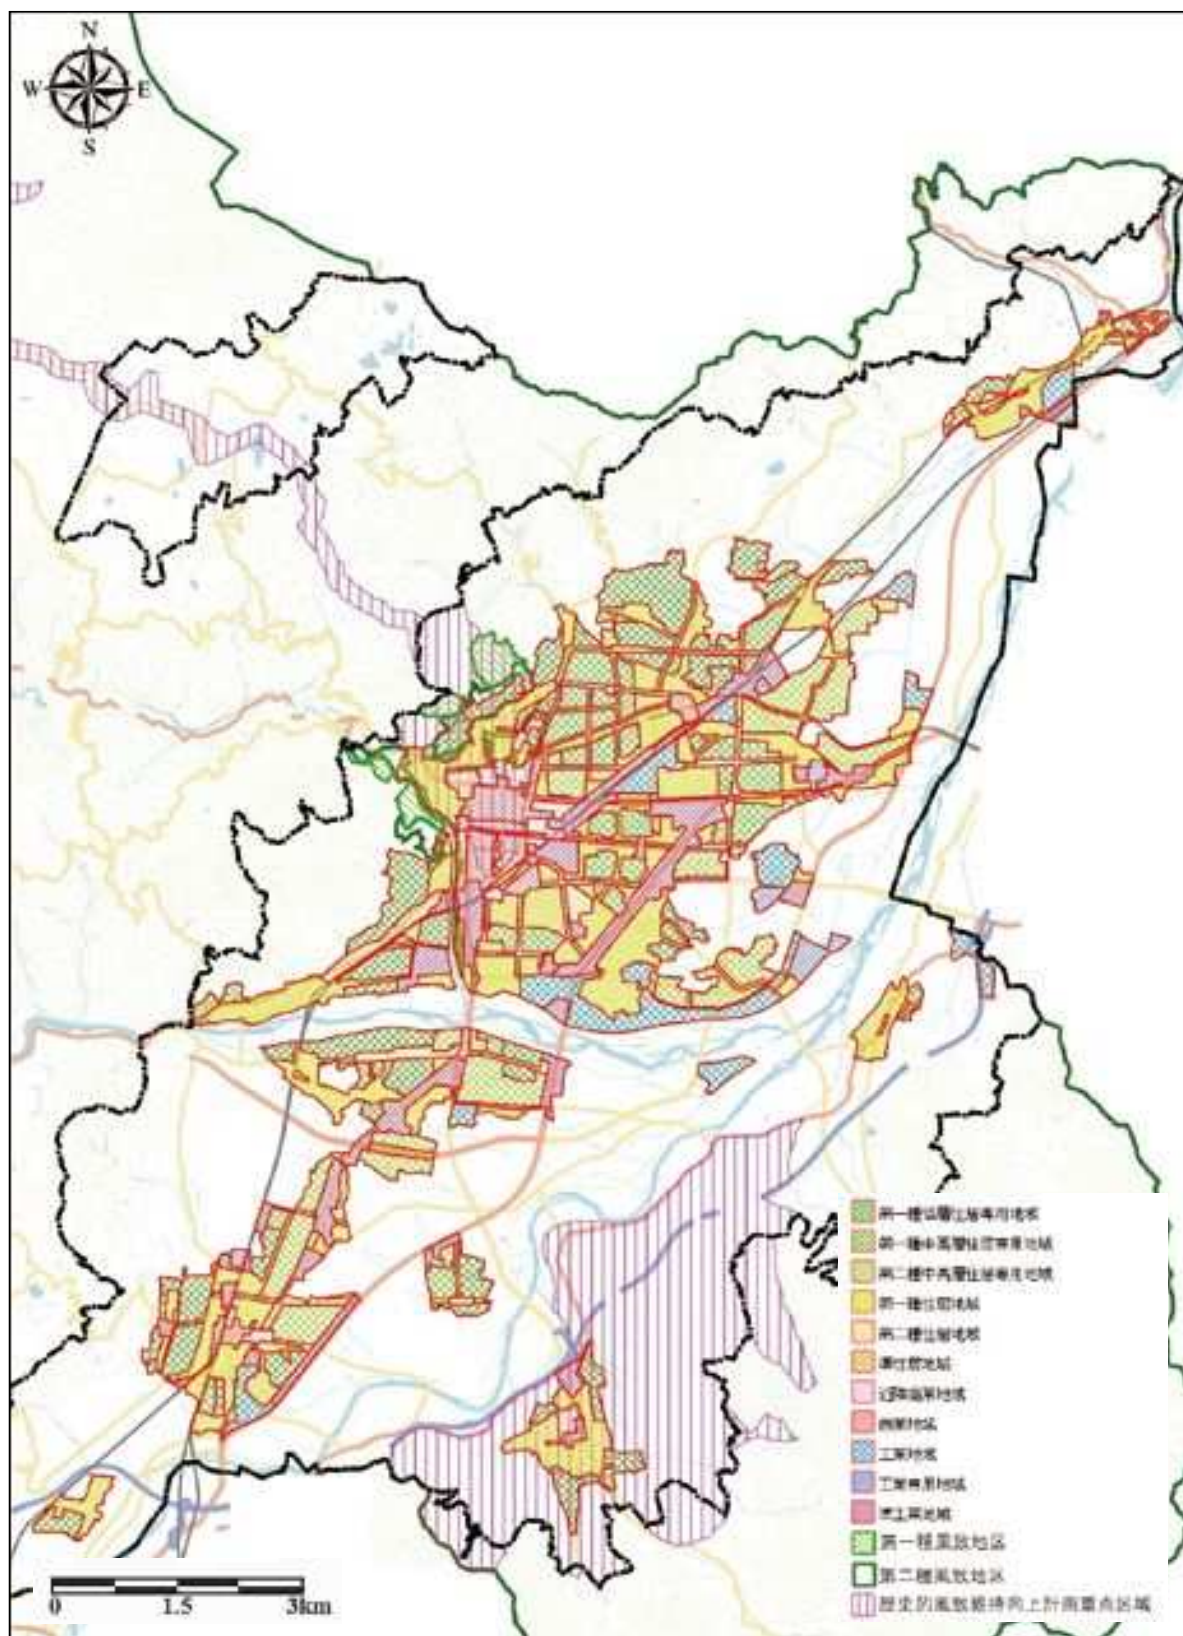 N
W E
S
第一種低層住居専用地域
第一種中高層住居専用地域
第二種中高層住居専用地域
第一種住居地域
第二種住居地域
準住居地域
近隣商業地域
商業地域
工業地域
工業専用地域
準工業地域
第一種風致地区
第二種風致地区
歴史的風致維持向上計画重点区域
0 1.5 3km